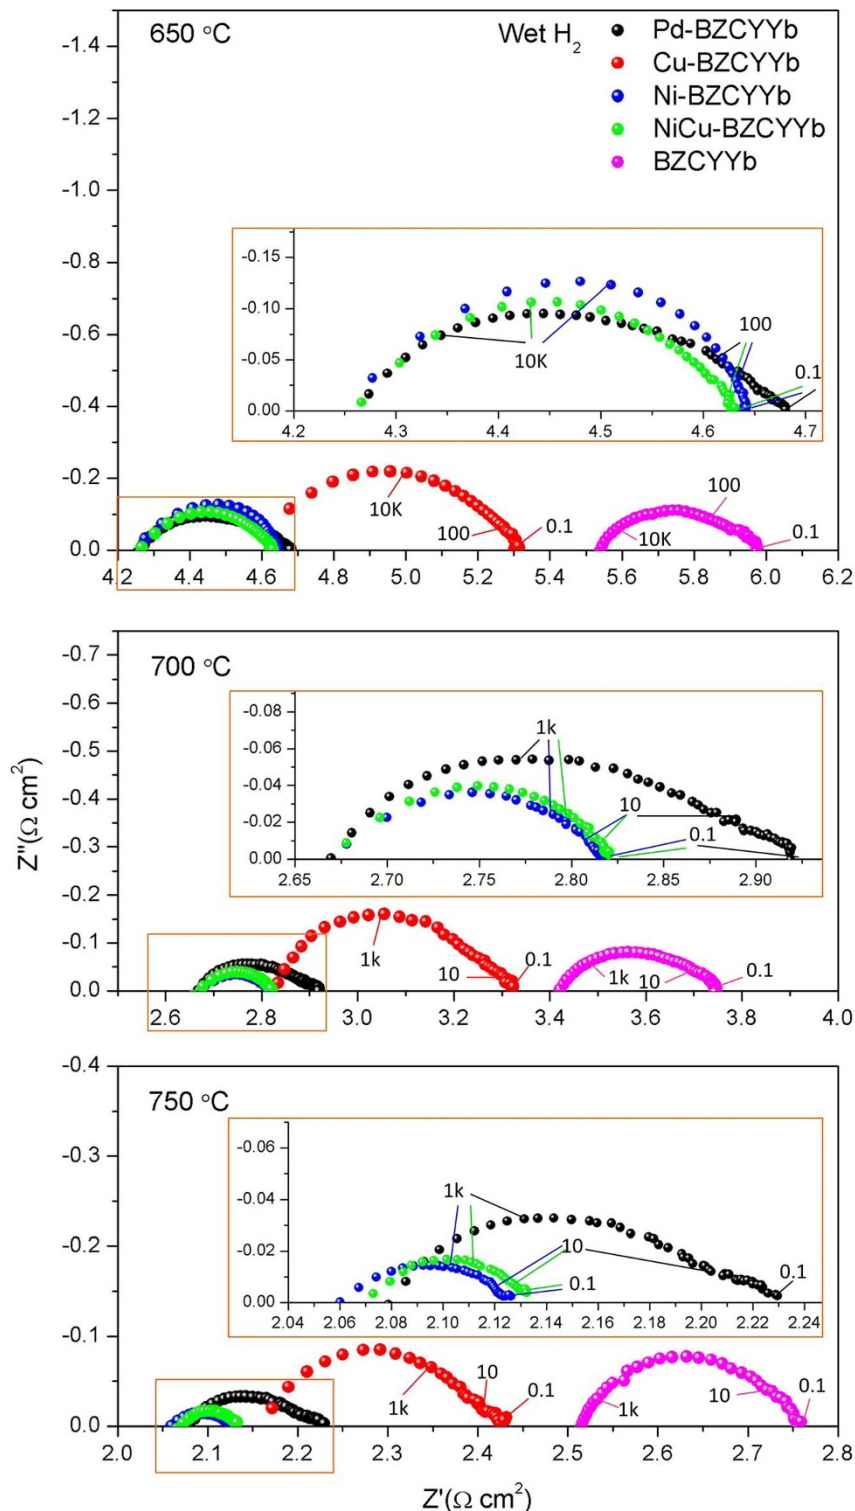 650 °C
Wet H2
Pd-BZCYYb
Cu-BZCYYb
Ni-BZCYYb
NiCu-BZCYYb
BZCYYb
-1.4
-1.2
-1.0
-0.8
-0.6
-0.4
-0.2
0.0
-0.15
-0.10
-0.05
0.00
10K
100
0.1
4.2 4.3 4.4 4.5 4.6 4.7
10K
100
0.1
10K
100
0.1
4.2 4.4 4.6 4.8 5.0 5.2 5.4 5.6 5.8 6.0 6.2
700 °C
-0.7
-0.6
-0.5
-0.4
-0.3
-0.2
-0.1
0.0
-0.08
-0.06
-0.04
-0.02
0.00
1k
10
0.1
2.65 2.70 2.75 2.80 2.85 2.90
1k
10
0.1
1k
10
0.1
2.6 2.8 3.0 3.2 3.4 3.6 3.8 4.0
Z''(Ω cm2)
750 °C
-0.4
-0.3
-0.2
-0.1
0.0
-0.06
-0.04
-0.02
0.00
1k
10
0.1
0.1
2.04 2.06 2.08 2.10 2.12 2.14 2.16 2.18 2.20 2.22 2.24
1k
10
0.1
1k
10
0.1
2.0 2.1 2.2 2.3 2.4 2.5 2.6 2.7 2.8
Z'(Ω cm2)